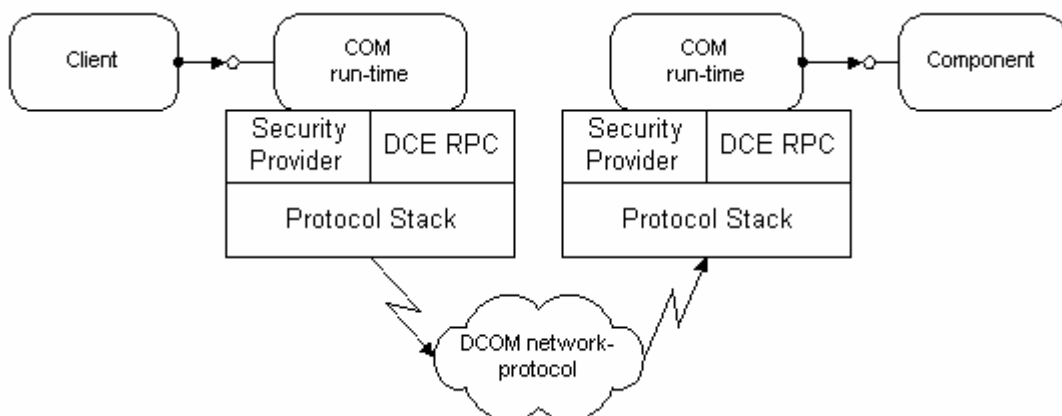 Client
COM
run-time
COM
run-time
Component
Security
Provider
DCE RPC
Security
Provider
DCE RPC
Protocol Stack
Protocol Stack
DCOM network-
protocol